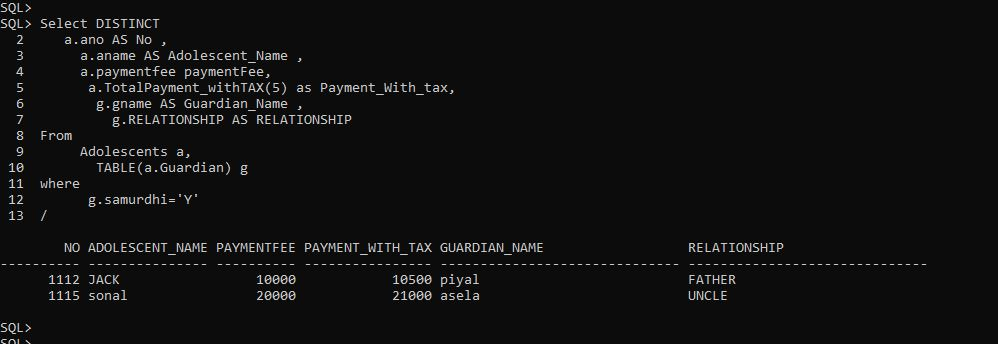 SQL>
SQL> Select DISTINCT
  2     a.ano AS No ,
  3       a.aname AS Adolescent_Name ,
  4       a.paymentfee paymentFee,
  5        a.TotalPayment_withTAX(5) as Payment_With_tax,
  6         g.gname AS Guardian_Name ,
  7           g.RELATIONSHIP AS RELATIONSHIP
  8  From
  9       Adolescents a,
 10         TABLE(a.Guardian) g
 11  where
 12        g.samurdhi='Y'
 13  /
        NO ADOLESCENT_NAME PAYMENTFEE PAYMENT_WITH_TAX GUARDIAN_NAME                  RELATIONSHIP
---------- --------------- ---------- ---------------- ------------------------------ ------------------------------
      1112 JACK                 10000            10500 piyal                          FATHER
      1115 sonal                20000            21000 asela                          UNCLE
SQL>
SQL>